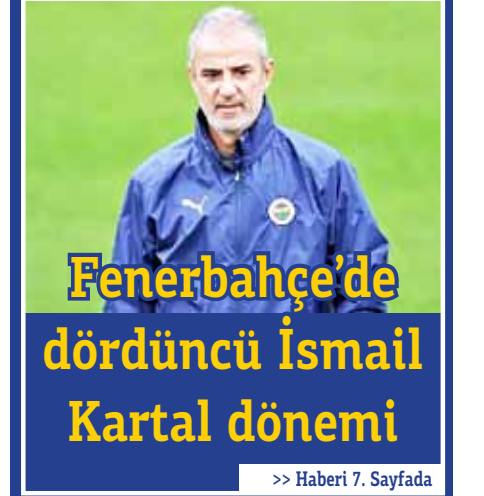 Fenerbahçe’de
dördüncü İsmail
Kartal dönemi
>> Haberi 7. Sayfada